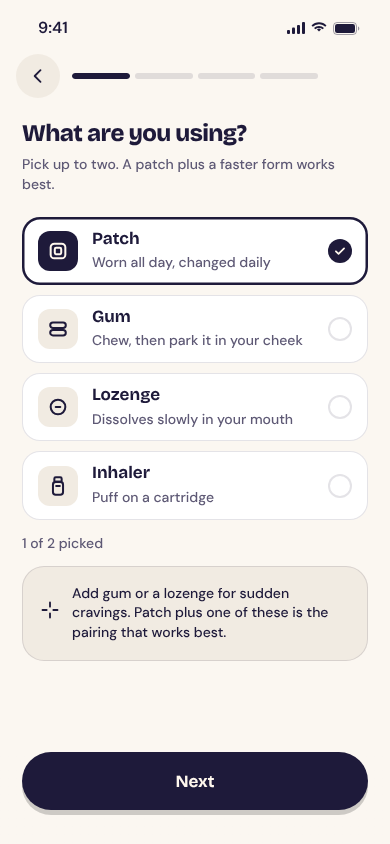 9:41
What are you using?
Pick up to two. A patch plus a faster form works
best.
Patch
Worn all day, changed daily
Gum
Chew, then park it in your cheek
Lozenge
Dissolves slowly in your mouth
Inhaler
Puff on a cartridge
1 of 2 picked
Add gum or a lozenge for sudden
cravings. Patch plus one of these is the
pairing that works best.
Next